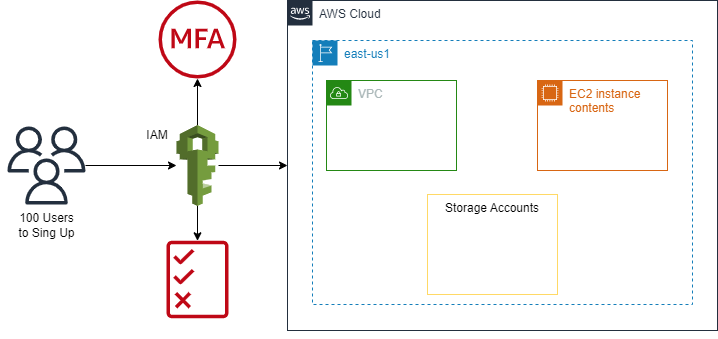 MFA
IAM
100 Users
to Sing Up
aws
AWS Cloud
east-us1
VPC
EC2 instance
contents
Storage Accounts